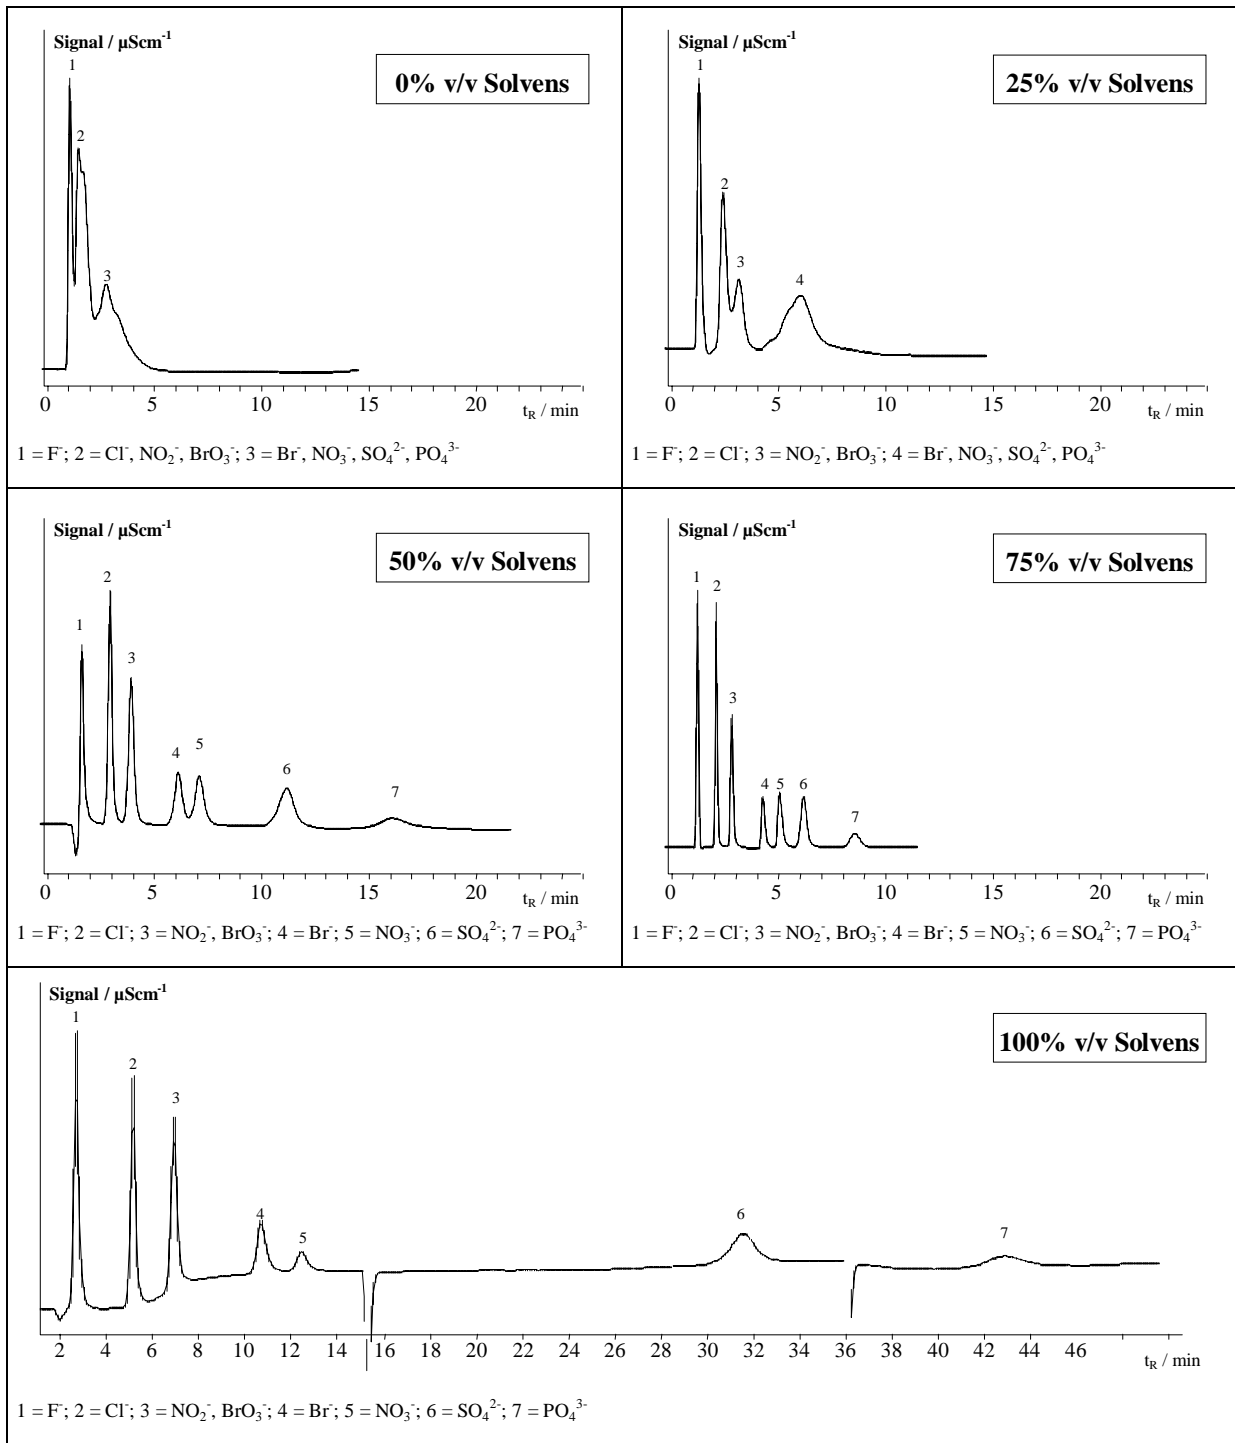 Signal / µScm⁻¹
0% v/v Solvens
1
2
3
0 5 10 15 20
t_R / min
1 = F⁻; 2 = Cl⁻, NO₂⁻, BrO₃⁻; 3 = Br⁻, NO₃⁻, SO₄²⁻, PO₄³⁻
Signal / µScm⁻¹
25% v/v Solvens
1
2
3
4
0 5 10 15 20
t_R / min
1 = F⁻; 2 = Cl⁻; 3 = NO₂⁻, BrO₃⁻; 4 = Br⁻, NO₃⁻, SO₄²⁻, PO₄³⁻
Signal / µScm⁻¹
50% v/v Solvens
2
1
3
4 5
6
7
0 5 10 15 20
t_R / min
1 = F⁻; 2 = Cl⁻; 3 = NO₂⁻, BrO₃⁻; 4 = Br⁻; 5 = NO₃⁻; 6 = SO₄²⁻; 7 = PO₄³⁻
Signal / µScm⁻¹
75% v/v Solvens
1 2
3
4 5 6
7
0 5 10 15 20
t_R / min
1 = F⁻; 2 = Cl⁻; 3 = NO₂⁻, BrO₃⁻; 4 = Br⁻; 5 = NO₃⁻; 6 = SO₄²⁻; 7 = PO₄³⁻
Signal / µScm⁻¹
100% v/v Solvens
1
2
3
4
5
6
7
2 4 6 8 10 12 14 16 18 20 22 24 26 28 30 32 34 36 38 40 42 44 46
t_R / min
1 = F⁻; 2 = Cl⁻; 3 = NO₂⁻, BrO₃⁻; 4 = Br⁻; 5 = NO₃⁻; 6 = SO₄²⁻; 7 = PO₄³⁻